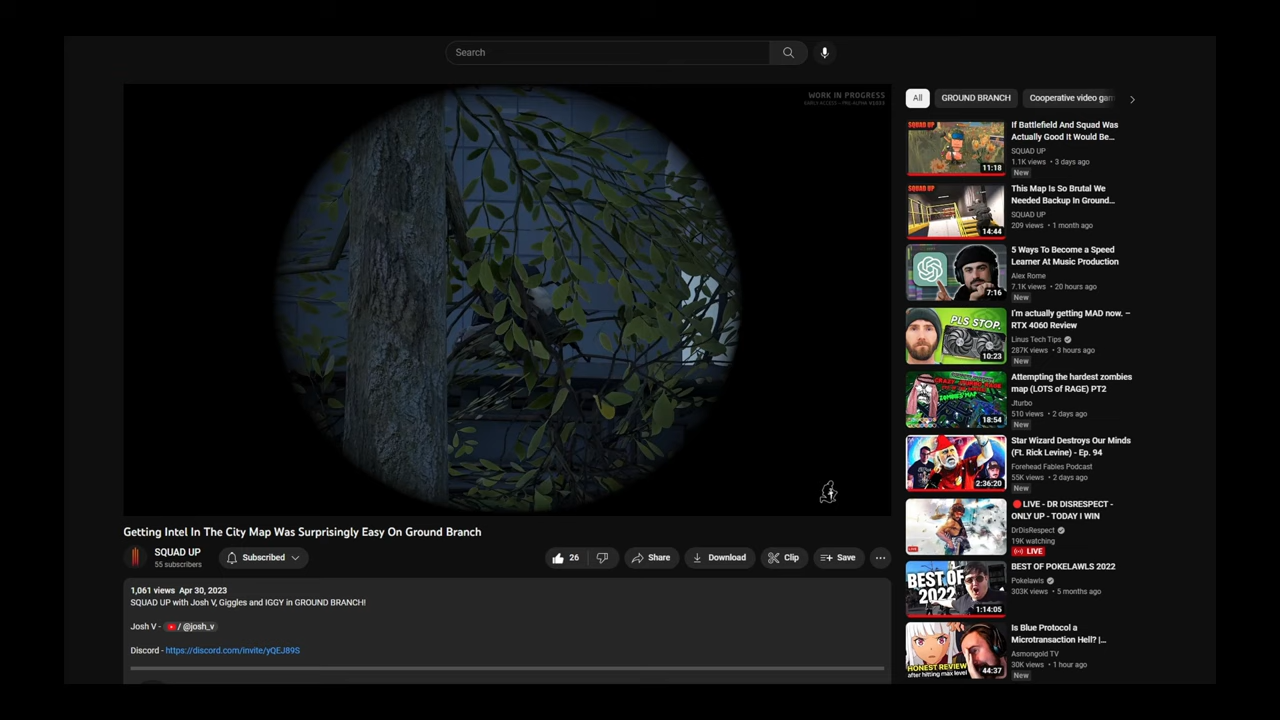 Search
WORK IN PROGRESS
All
GROUND BRANCH
Cooperative video gam
SQUAD UP
11:18
If Battlefield And Squad Was
Actually Good It Would Be...
SQUAD UP
1.1K views • 3 days ago
New
SQUAD UP
14:44
This Map Is So Brutal We
Needed Backup In Ground...
SQUAD UP
209 views • 1 month ago
7:16
5 Ways To Become a Speed
Learner At Music Production
Alex Rome
7.1K views • 20 hours ago
New
PLS STOP.
10:23
I'm actually getting MAD now. –
RTX 4060 Review
Linus Tech Tips
287K views • 3 hours ago
New
18:54
Attempting the hardest zombies
map (LOTS of RAGE) PT2
Jturbo
510 views • 2 days ago
New
2:36:20
Star Wizard Destroys Our Minds
(Ft. Rick Levine) - Ep. 94
Forehead Fables Podcast
55K views • 2 days ago
New
LIVE - DR DISRESPECT -
ONLY UP - TODAY I WIN
DrDisRespect
19K watching
LIVE
BEST OF
2022
1:14:05
BEST OF POKELAWLS 2022
Pokelawls
303K views • 5 months ago
HONEST REVIEW
after hitting max level
44:37
Is Blue Protocol a
Microtransaction Hell? |...
Asmongold TV
30K views • 1 hour ago
New
Getting Intel In The City Map Was Surprisingly Easy On Ground Branch
SQUAD UP
55 subscribers
Subscribed
26
Share
Download
Clip
Save
1,061 views Apr 30, 2023
SQUAD UP with Josh V, Giggles and IGGY in GROUND BRANCH!
Josh V - / @josh_v
Discord - https://discord.com/invite/yQEJ89S